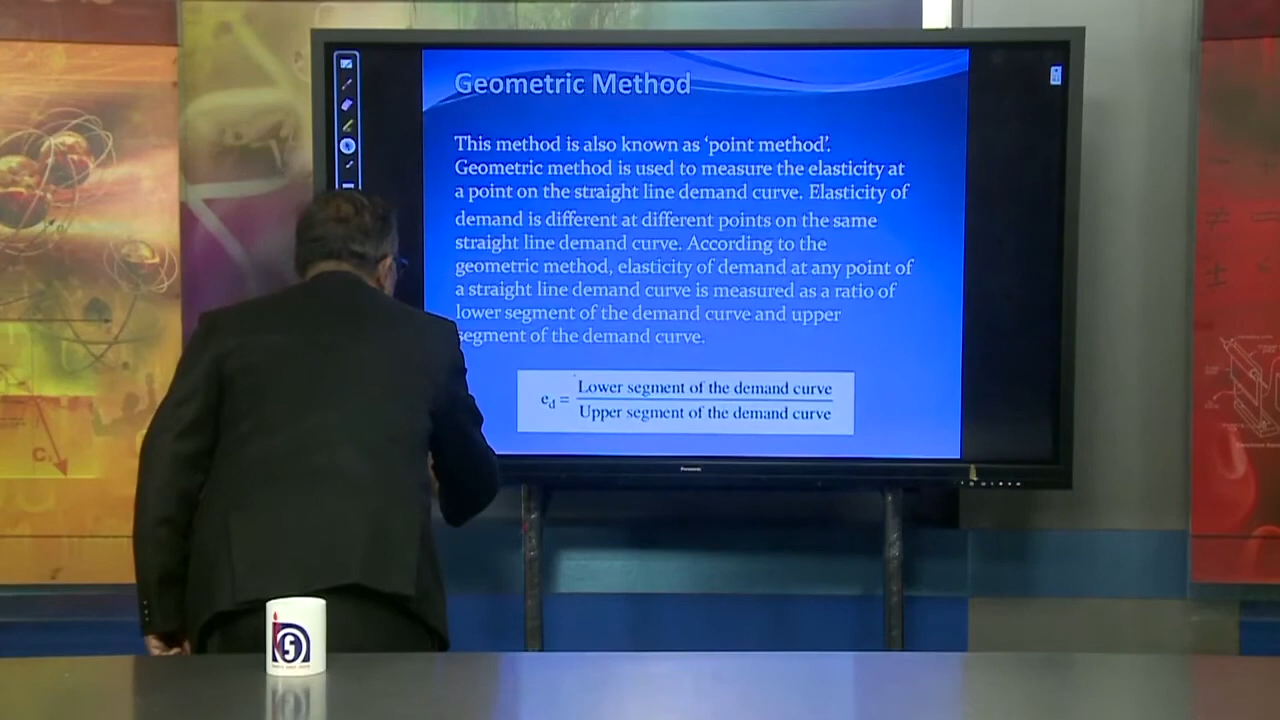 Geometric Method
This method is also known as ‘point method’.
Geometric method is used to measure the elasticity at
a point on the straight line demand curve. Elasticity of
demand is different at different points on the same
straight line demand curve. According to the
geometric method, elasticity of demand at any point of
a straight line demand curve is measured as a ratio of
lower segment of the demand curve and upper
segment of the demand curve.
e_d = Lower segment of the demand curve
Upper segment of the demand curve
Panasonic
C.